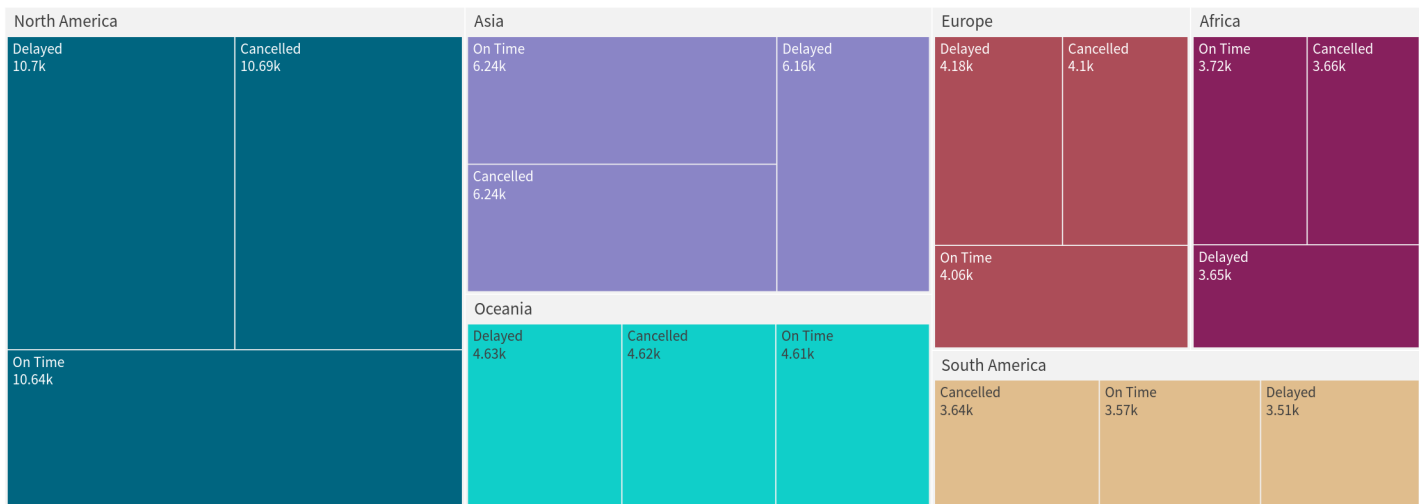 North America
Delayed
10.7k
Cancelled
10.69k
On Time
10.64k
Asia
On Time
6.24k
Delayed
6.16k
Cancelled
6.24k
Oceania
Delayed
4.63k
Cancelled
4.62k
On Time
4.61k
Europe
Delayed
4.18k
Cancelled
4.1k
On Time
4.06k
Africa
On Time
3.72k
Cancelled
3.66k
Delayed
3.65k
South America
Cancelled
3.64k
On Time
3.57k
Delayed
3.51k